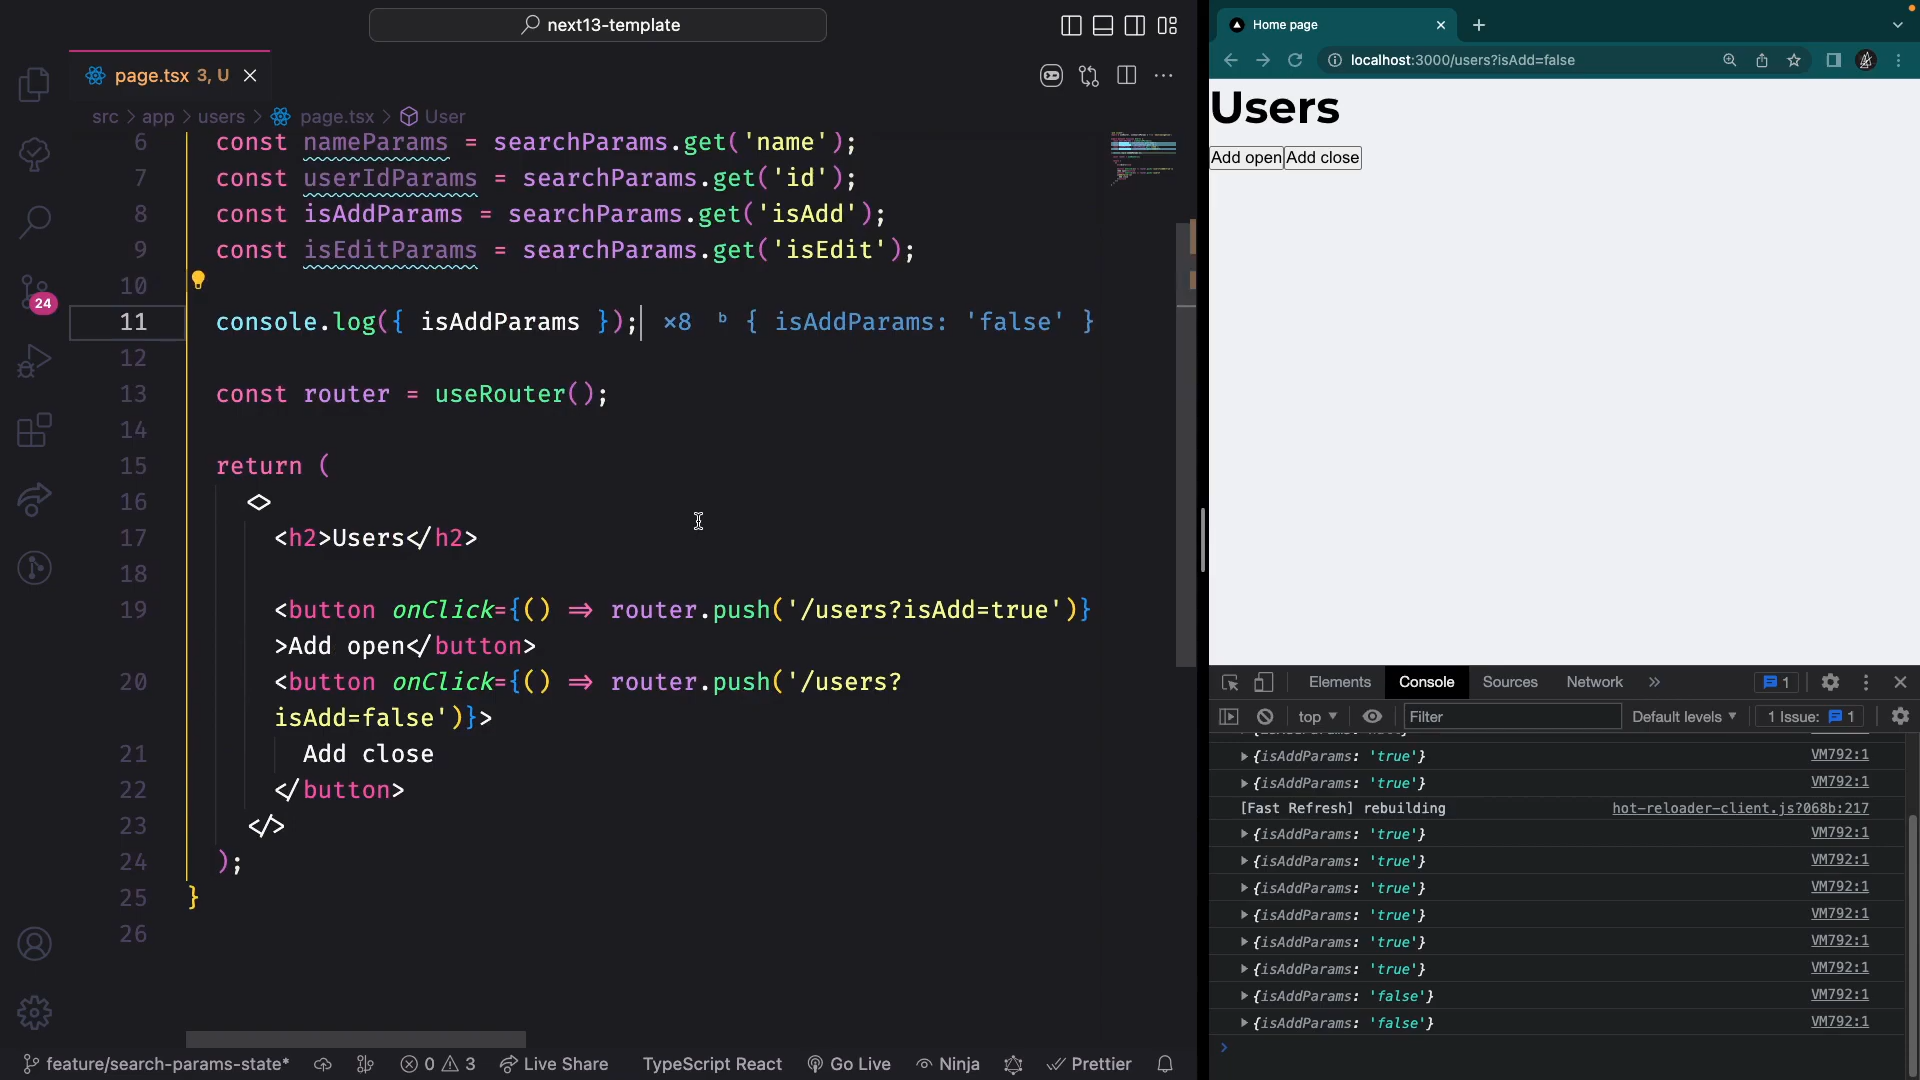 next13-template
page.tsx 3, U
src > app > users > page.tsx > User
6 const nameParams = searchParams.get('name');
7 const userIdParams = searchParams.get('id');
8 const isAddParams = searchParams.get('isAdd');
9 const isEditParams = searchParams.get('isEdit');
10
11 console.log({ isAddParams }); ×8 ᵇ { isAddParams: 'false' }
12
13 const router = useRouter();
14
15 return (
16 <>
17 <h2>Users</h2>
18
19 <button onClick={() => router.push('/users?isAdd=true')}
>Add open</button>
20 <button onClick={() => router.push('/users?
isAdd=false')}>
21 Add close
22 </button>
23 </>
24 );
25 }
26
24
feature/search-params-state* 0 3 Live Share TypeScript React Go Live Ninja Prettier
Home page
localhost:3000/users?isAdd=false
Users
Add open Add close
Elements Console Sources Network » 1
top Filter Default levels 1 Issue: 1
{isAddParams: 'true'} VM792:1
{isAddParams: 'true'} VM792:1
[Fast Refresh] rebuilding hot-reloader-client.js?068b:217
{isAddParams: 'true'} VM792:1
{isAddParams: 'true'} VM792:1
{isAddParams: 'true'} VM792:1
{isAddParams: 'true'} VM792:1
{isAddParams: 'true'} VM792:1
{isAddParams: 'true'} VM792:1
{isAddParams: 'false'} VM792:1
{isAddParams: 'false'} VM792:1